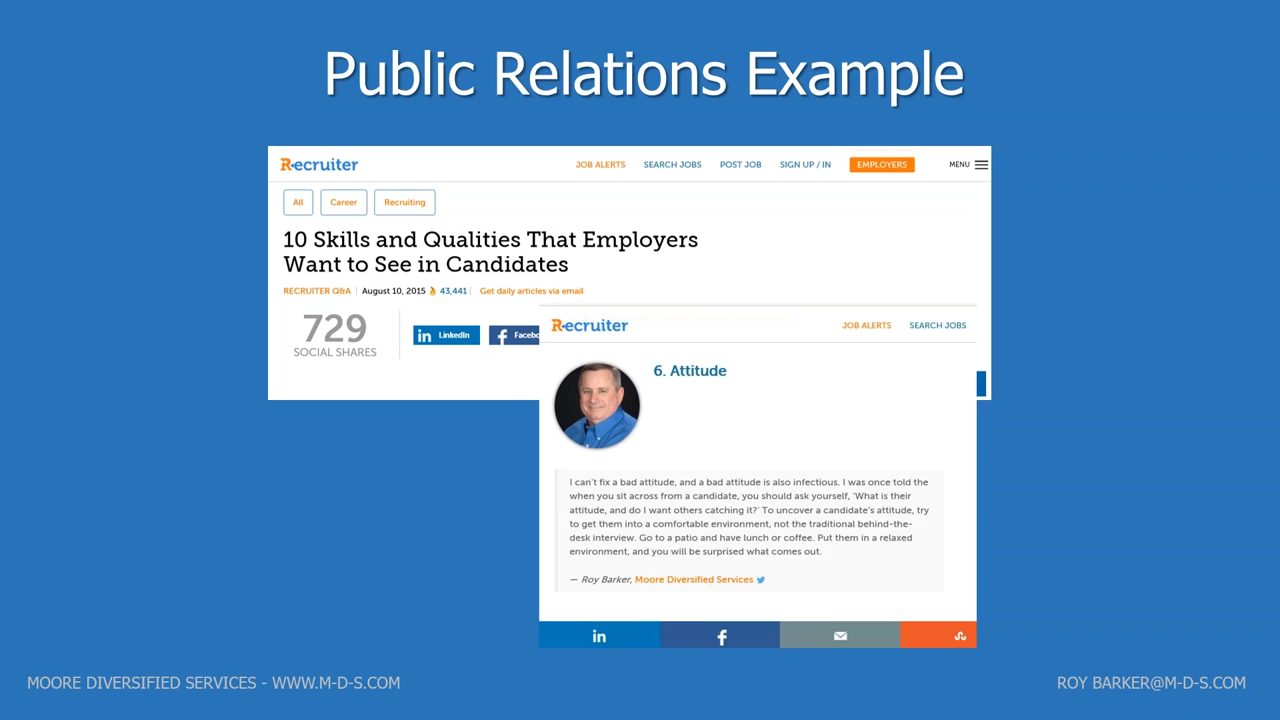 Public Relations Example
Recruiter
JOB ALERTS SEARCH JOBS POST JOB SIGN UP / IN EMPLOYERS MENU
All Career Recruiting
10 Skills and Qualities That Employers
Want to See in Candidates
RECRUITER Q&A | August 10, 2015 43,441 | Get daily articles via email
729
SOCIAL SHARES
in LinkedIn f Facebo
Recruiter
JOB ALERTS SEARCH JOBS
6. Attitude
I can't fix a bad attitude, and a bad attitude is also infectious. I was once told the
when you sit across from a candidate, you should ask yourself, 'What is their
attitude, and do I want others catching it?' To uncover a candidate's attitude, try
to get them into a comfortable environment, not the traditional behind-the-
desk interview. Go to a patio and have lunch or coffee. Put them in a relaxed
environment, and you will be surprised what comes out.
— Roy Barker, Moore Diversified Services
in f
MOORE DIVERSIFIED SERVICES - WWW.M-D-S.COM
ROY BARKER@M-D-S.COM